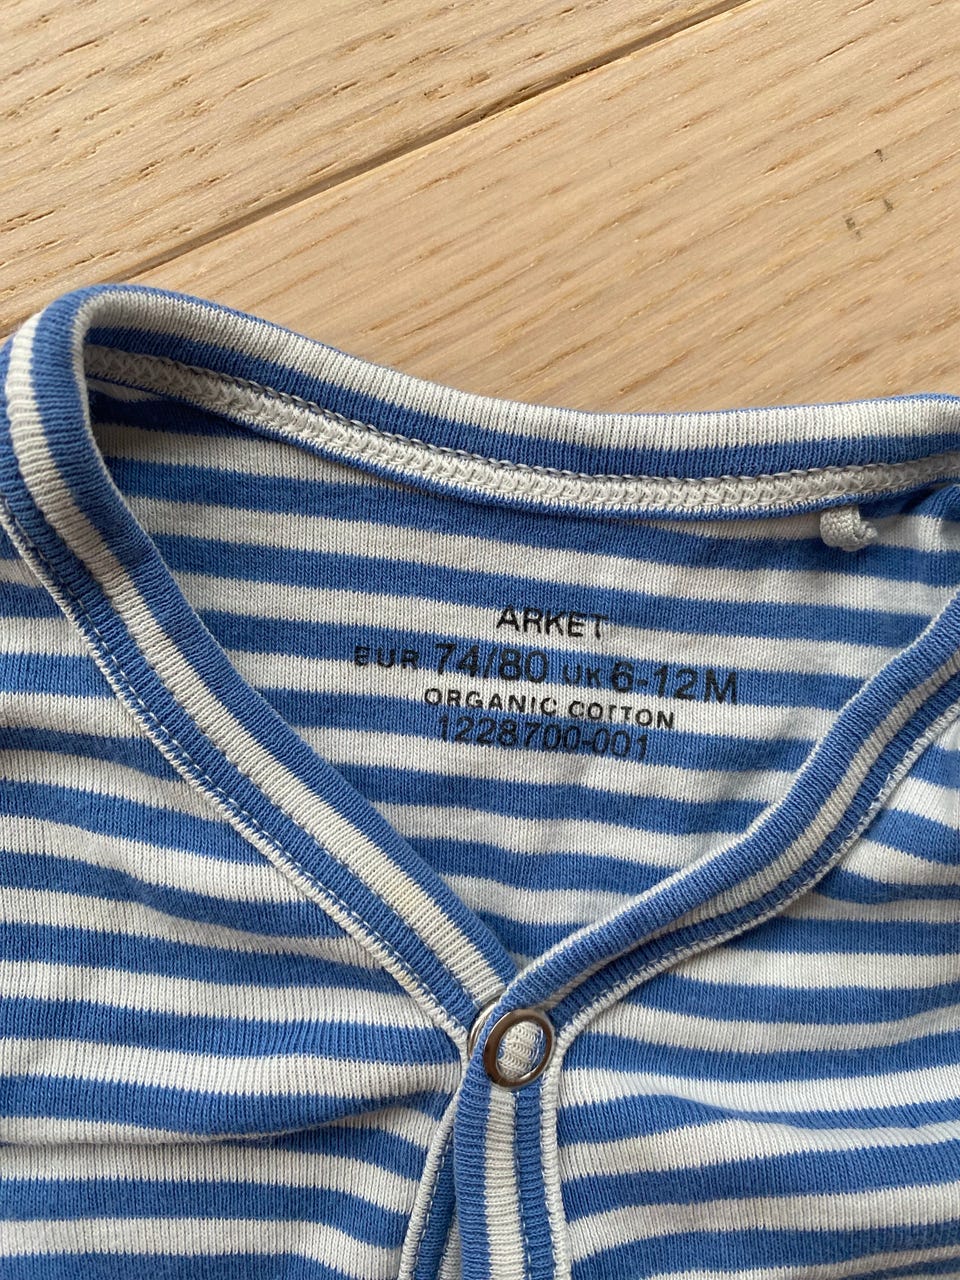 ARKET
EUR 74/80 UK 6-12M
ORGANIC COTTON
1228700-001